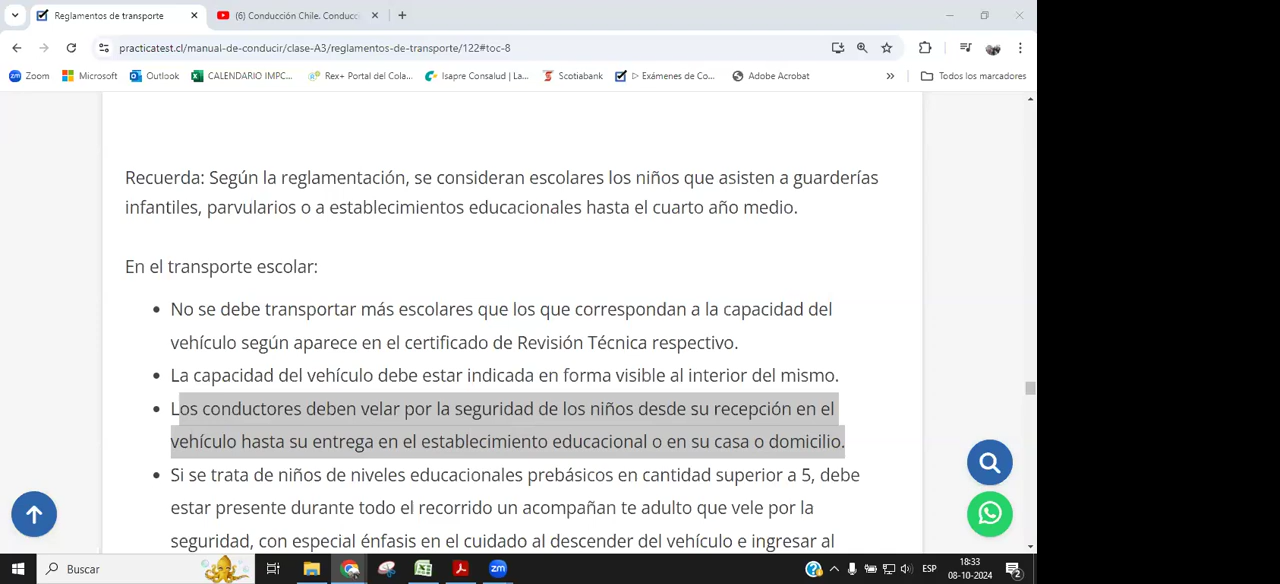 Reglamentos de transporte
(6) Conducción Chile. Conducc
practicatest.cl/manual-de-conducir/clase-A3/reglamentos-de-transporte/122#toc-8
Zoom Microsoft Outlook CALENDARIO IMPC... Rex+ Portal del Cola... Isapre Consalud | La... Scotiabank ▷ Exámenes de Co... Adobe Acrobat » Todos los marcadores
Recuerda: Según la reglamentación, se consideran escolares los niños que asisten a guarderías
infantiles, parvularios o a establecimientos educacionales hasta el cuarto año medio.
En el transporte escolar:
• No se debe transportar más escolares que los que correspondan a la capacidad del
vehículo según aparece en el certificado de Revisión Técnica respectivo.
• La capacidad del vehículo debe estar indicada en forma visible al interior del mismo.
• Los conductores deben velar por la seguridad de los niños desde su recepción en el
vehículo hasta su entrega en el establecimiento educacional o en su casa o domicilio.
• Si se trata de niños de niveles educacionales prebásicos en cantidad superior a 5, debe
estar presente durante todo el recorrido un acompañan te adulto que vele por la
seguridad, con especial énfasis en el cuidado al descender del vehículo e ingresar al
Buscar
ESP
18:33
08-10-2024
2